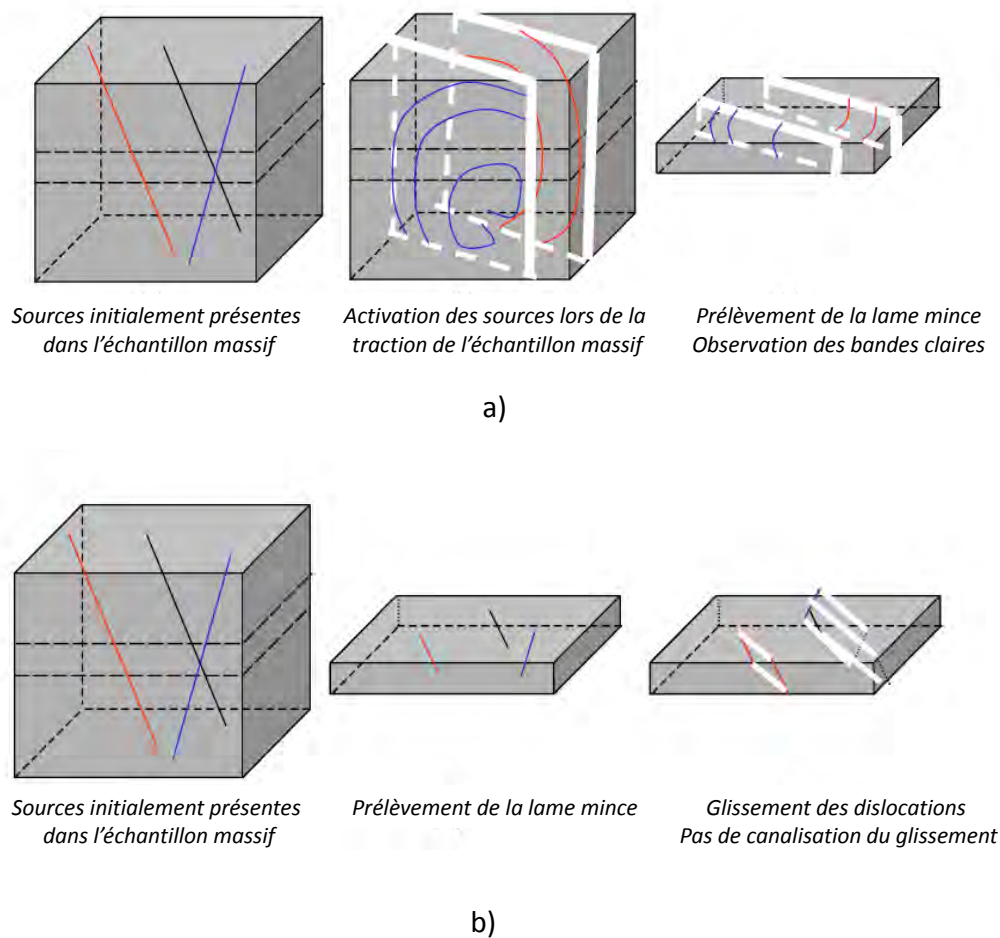 Sources initialement présentes
dans l'échantillon massif
Activation des sources lors de la
traction de l'échantillon massif
Prélèvement de la lame mince
Observation des bandes claires
a)
Sources initialement présentes
dans l'échantillon massif
Prélèvement de la lame mince
Glissement des dislocations
Pas de canalisation du glissement
b)